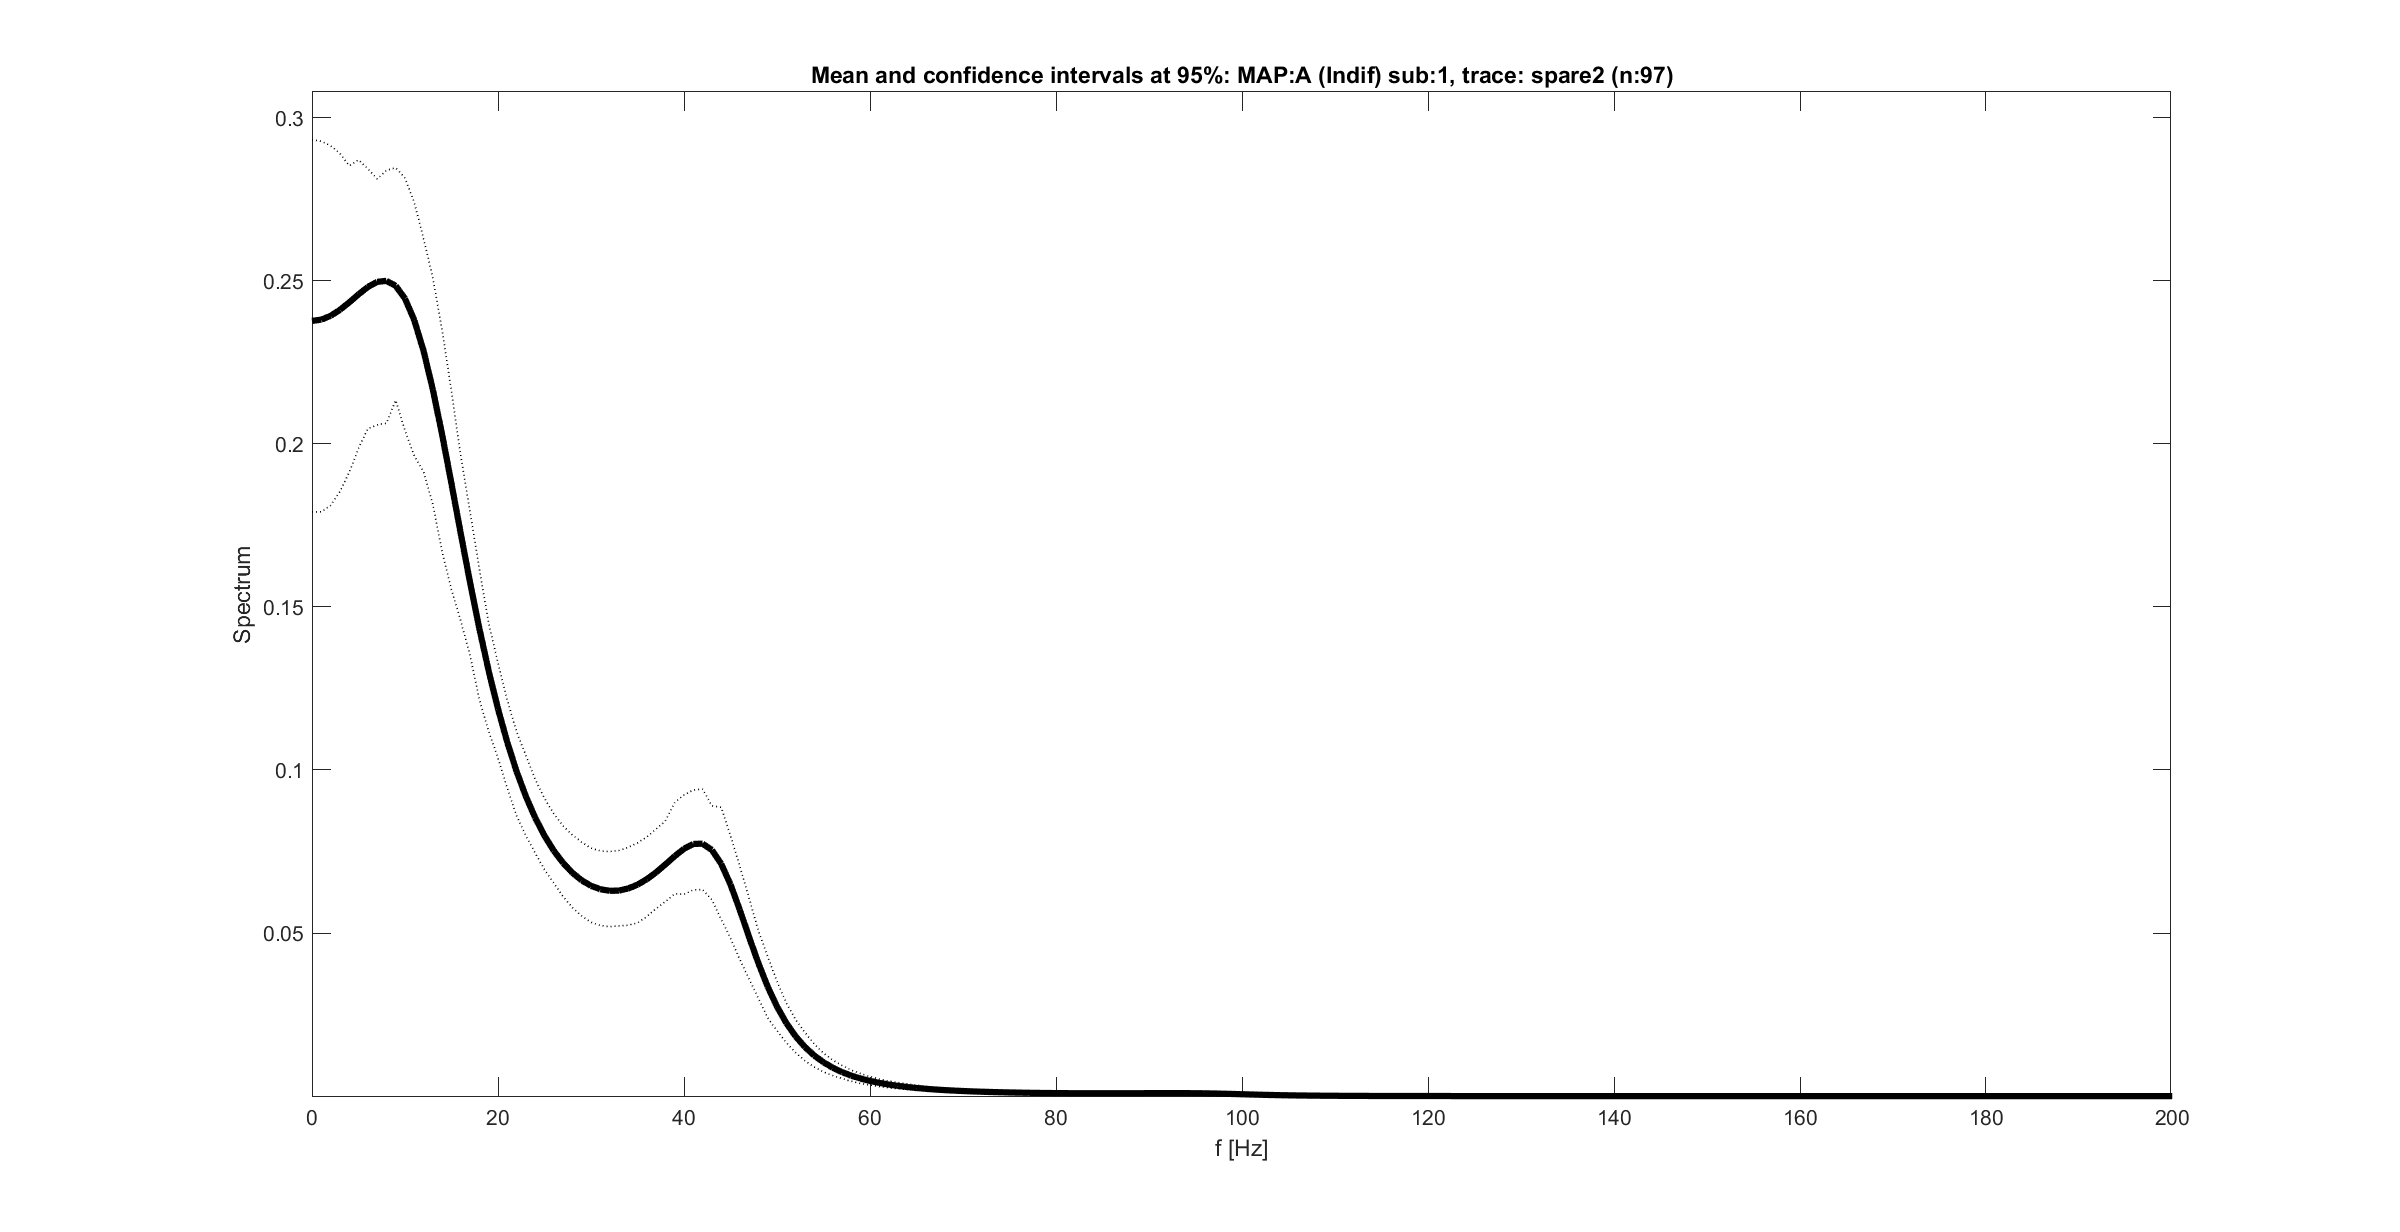 Mean and confidence intervals at 95%: MAP:A (Indif) sub:1, trace: spare2 (n:97)
0.3
0.25
0.2
0.15
0.1
0.05
Spectrum
0 20 40 60 80 100 120 140 160 180 200
f [Hz]